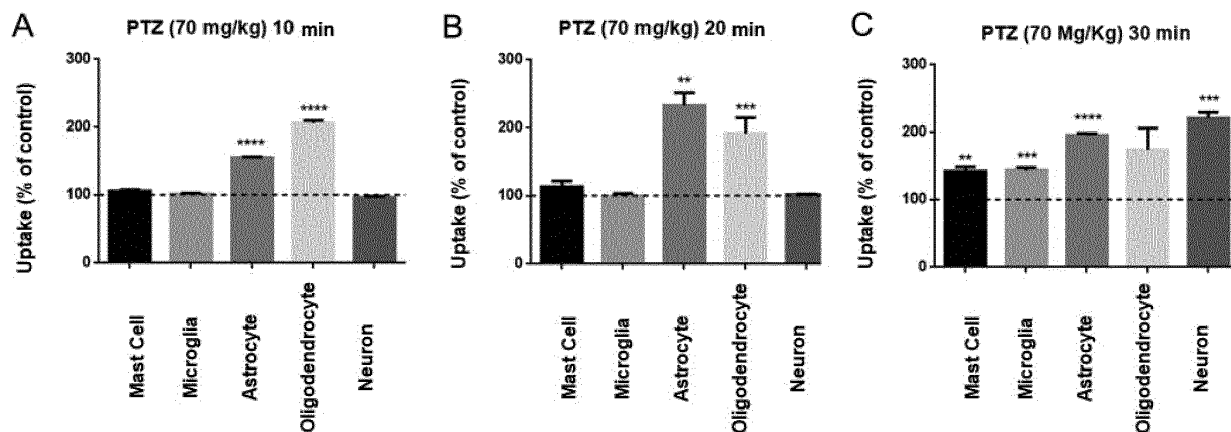 A
PTZ (70 mg/kg) 10 min
Uptake (% of control)
300
200
100
0
****
****
Mast Cell
Microglia
Astrocyte
Oligodendrocyte
Neuron
B
PTZ (70 mg/kg) 20 min
Uptake (% of control)
300
200
100
0
**
***
Mast Cell
Microglia
Astrocyte
Oligodendrocyte
Neuron
C
PTZ (70 Mg/Kg) 30 min
Uptake (% of control)
300
200
100
0
**
***
****
***
Mast Cell
Microglia
Astrocyte
Oligodendrocyte
Neuron